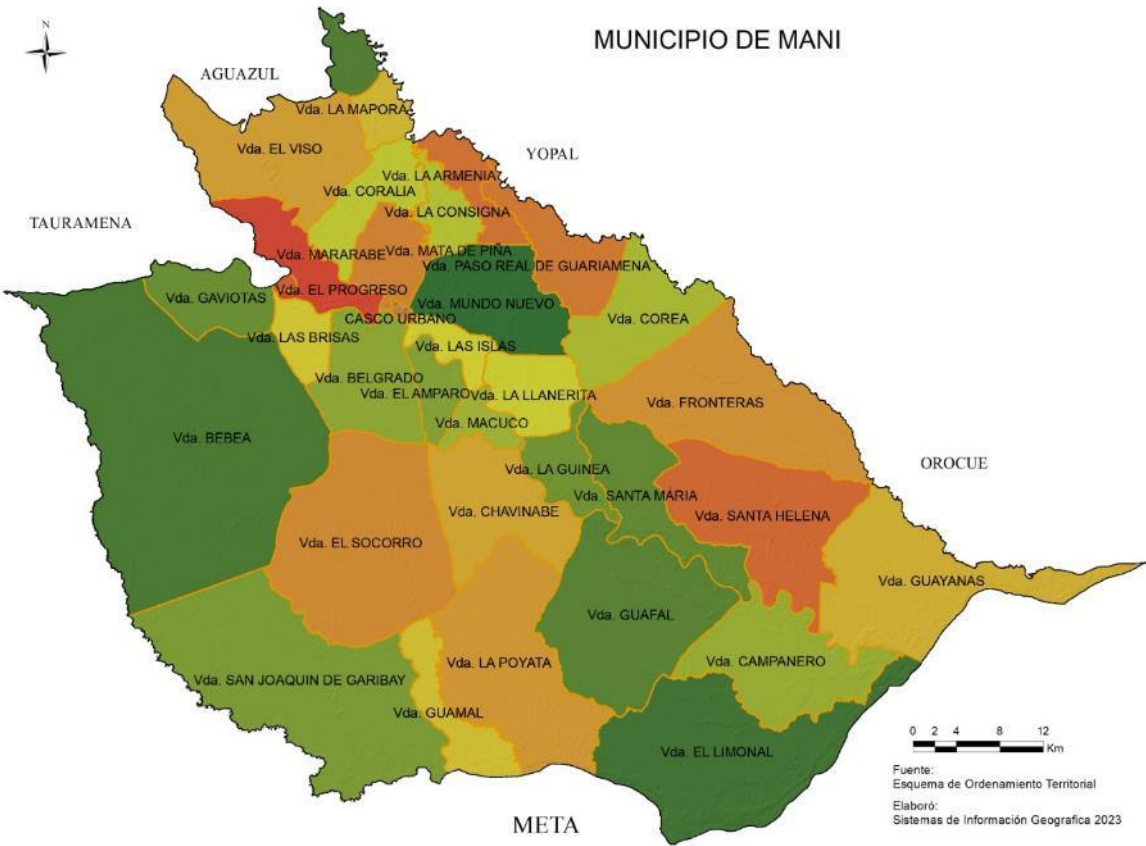 N
MUNICIPIO DE MANI
AGUAZUL
Vda. LA MAPORA
Vda. EL VISO
YOPAL
Vda. LA ARMENIA
Vda. CORALIA
Vda. LA CONSIGNA
TAURAMENA
Vda. MARARABE
Vda. MATA DE PIÑA
Vda. PASO REAL DE GUARIAMENA
Vda. GAVIOTAS
Vda. EL PROGRESO
Vda. MUNDO NUEVO
CASCO URBANO
Vda. COREA
Vda. LAS BRISAS
Vda. LAS ISLAS
Vda. BELGRADO
Vda. EL AMPARO
Vda. LA LLANERITA
Vda. FRONTERAS
Vda. MACUCO
Vda. BEBEA
OROCUE
Vda. LA GUINEA
Vda. SANTA MARIA
Vda. CHAVINABE
Vda. SANTA HELENA
Vda. EL SOCORRO
Vda. GUAYANAS
Vda. GUAFAL
Vda. LA POYATA
Vda. CAMPANERO
Vda. SAN JOAQUIN DE GARIBAY
Vda. GUAMAL
Vda. EL LIMONAL
0 2 4 8 12
Km
Fuente:
Esquema de Ordenamiento Territorial
Elaboró:
Sistemas de Información Geografica 2023
META